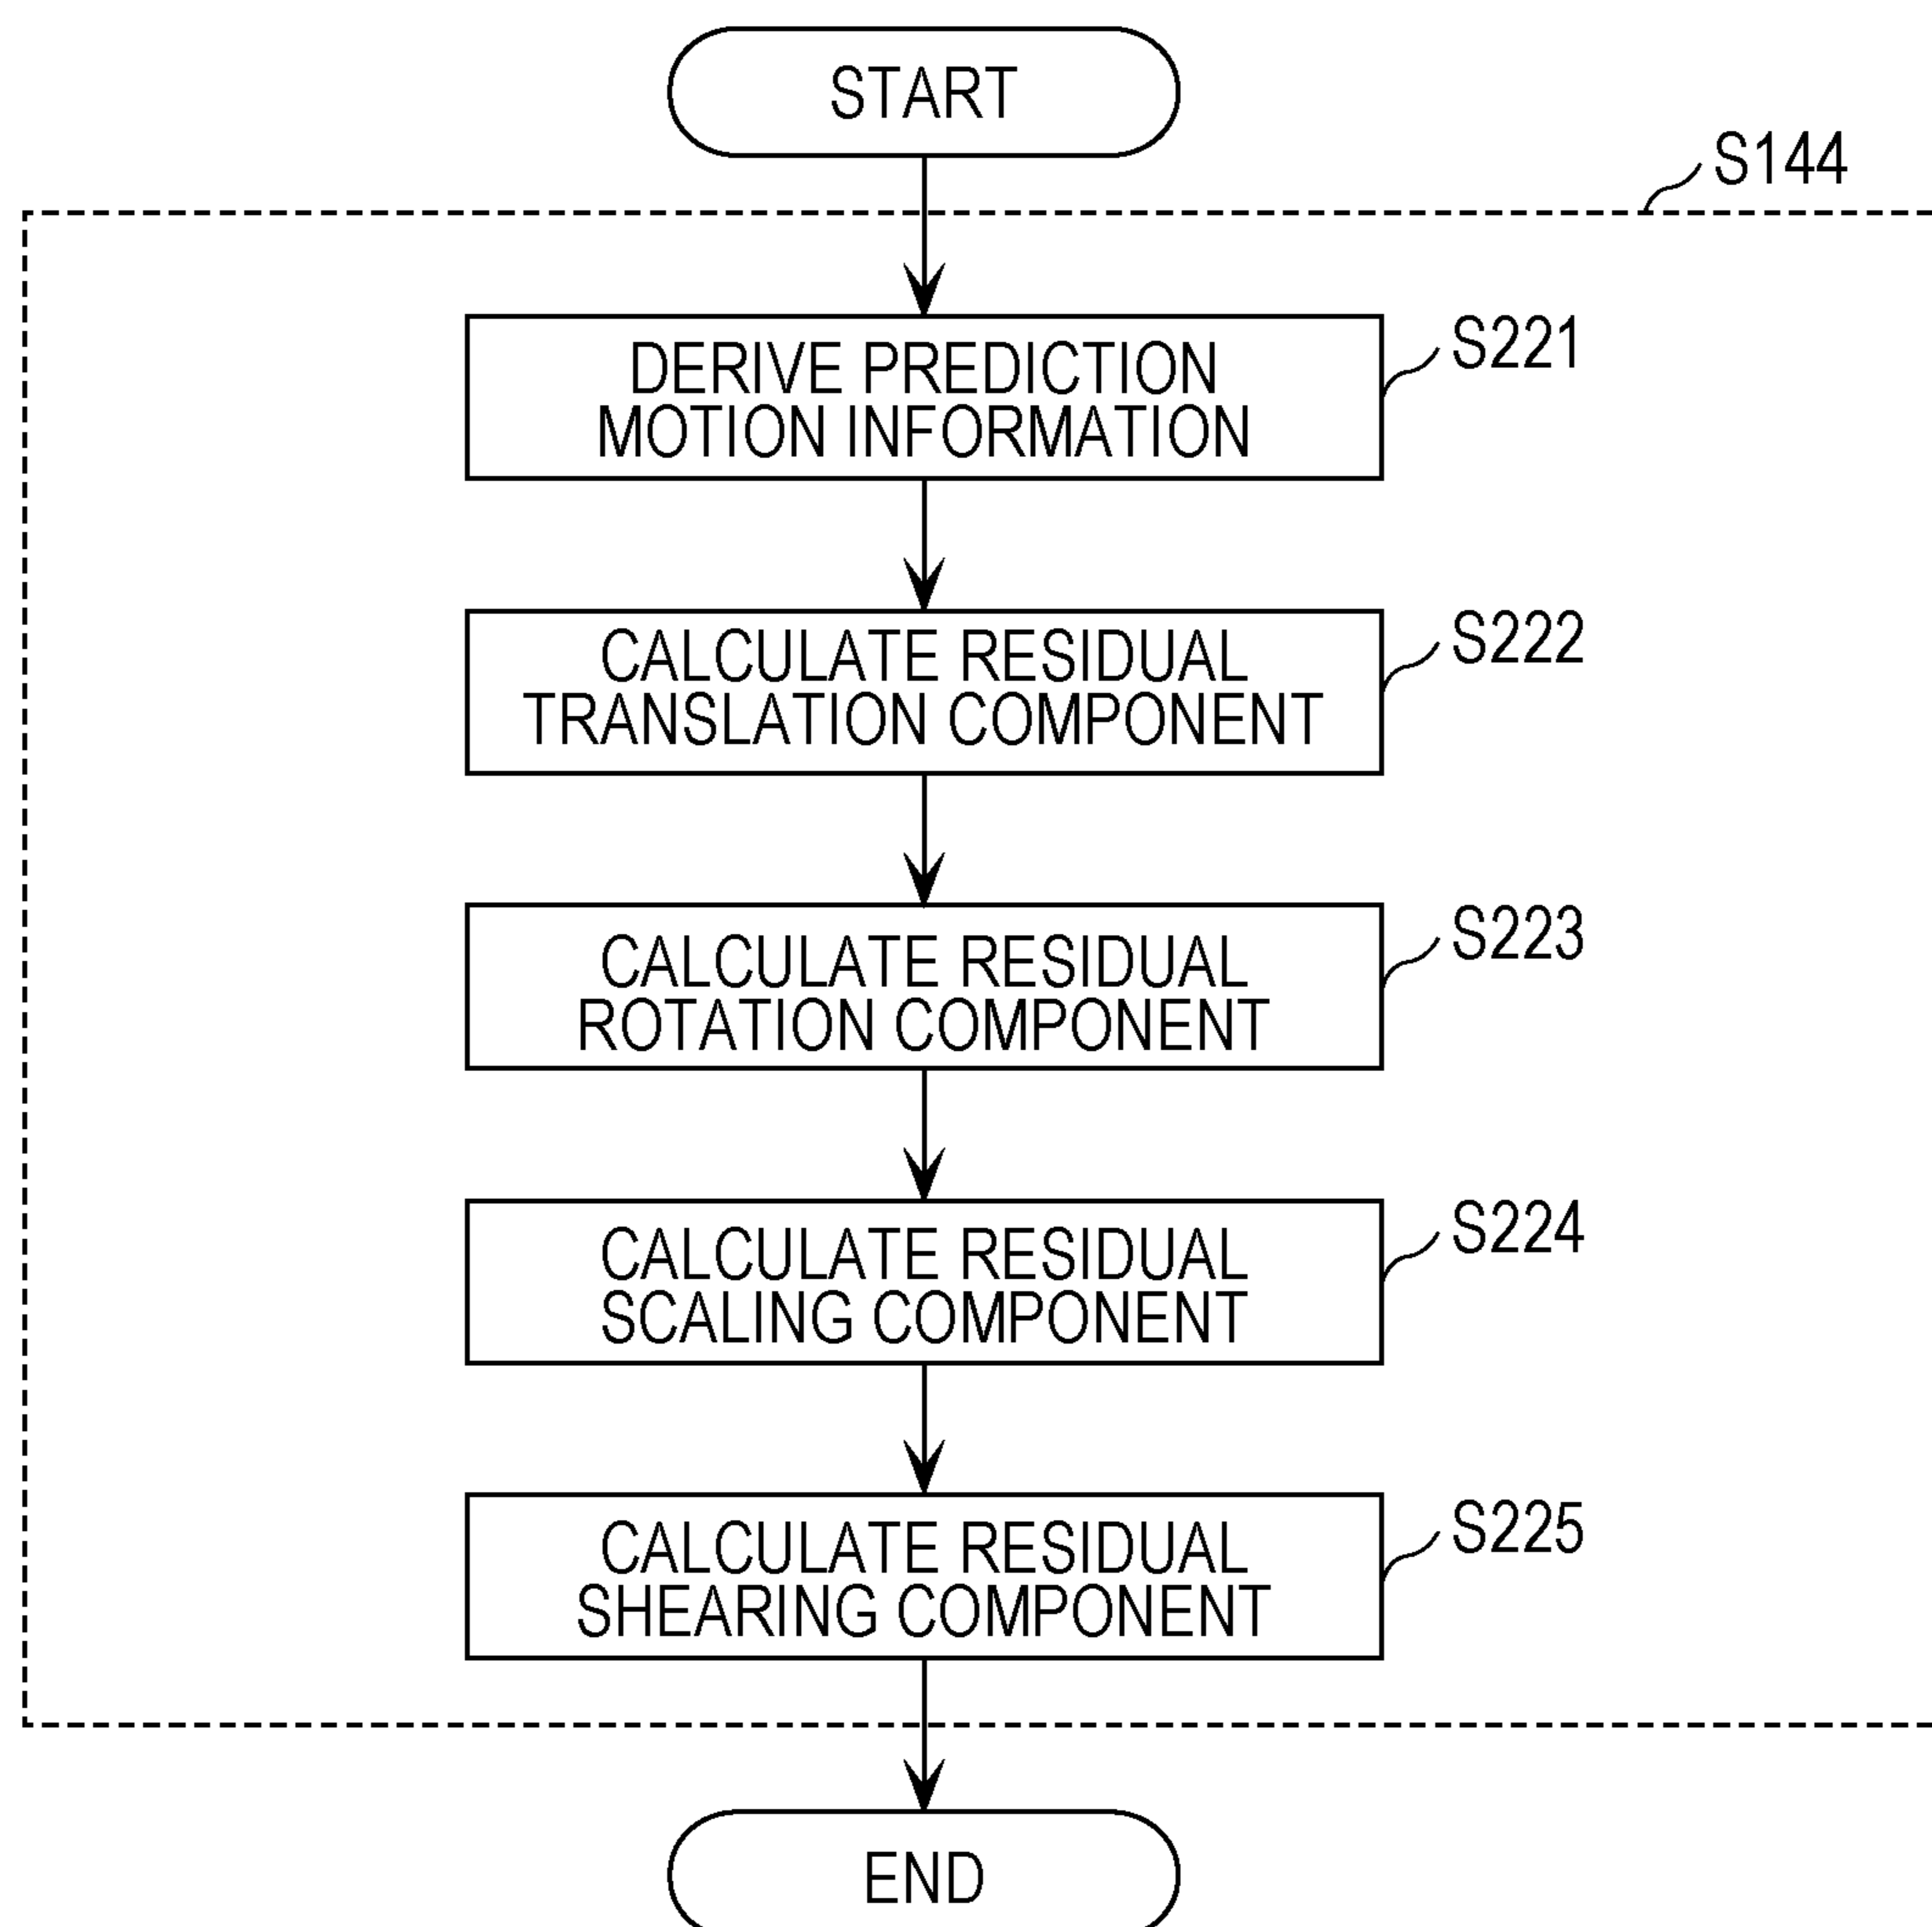 START
S144
DERIVE PREDICTION
MOTION INFORMATION
S221
CALCULATE RESIDUAL
TRANSLATION COMPONENT
S222
CALCULATE RESIDUAL
ROTATION COMPONENT
S223
CALCULATE RESIDUAL
SCALING COMPONENT
S224
CALCULATE RESIDUAL
SHEARING COMPONENT
S225
END